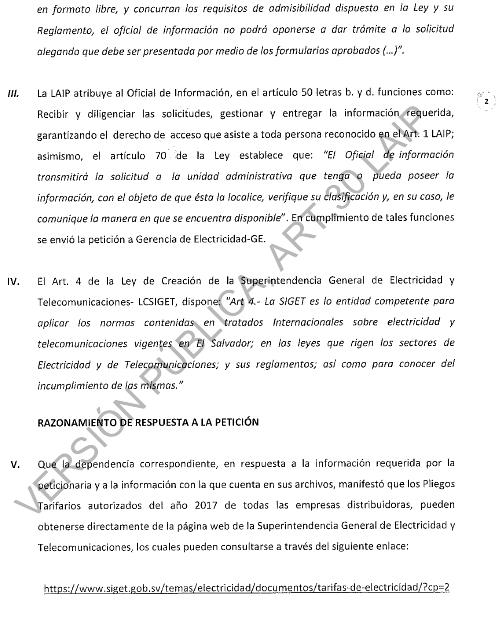 en formato libre, y concurran los requisitos de admisibilidad dispuesto en la Ley y su
Reglamento, el oficial de información no podrá oponerse a dar trámite a la solicitud
alegando que debe ser presentada por medio de los formularios aprobados (...)".
III. La LAIP atribuye al Oficial de Información, en el artículo 50 letras b. y d. funciones como:
2
Recibir y diligenciar las solicitudes, gestionar y entregar la información requerida,
garantizando el derecho de acceso que asiste a toda persona reconocido en el Art. 1 LAIP;
asimismo, el artículo 70 de la Ley establece que: "El Oficial de información
transmitirá la solicitud a la unidad administrativa que tenga o pueda poseer la
información, con el objeto de que ésta la localice, verifique su clasificación y, en su caso, le
comunique la manera en que se encuentra disponible". En cumplimiento de tales funciones
se envió la petición a Gerencia de Electricidad-GE.
IV. El Art. 4 de la Ley de Creación de la Superintendencia General de Electricidad y
Telecomunicaciones- LCSIGET, dispone: "Art 4.- La SIGET es la entidad competente para
aplicar las normas contenidas en tratados Internacionales sobre electricidad y
telecomunicaciones vigentes en El Salvador; en las leyes que rigen los sectores de
Electricidad y de Telecomunicaciones; y sus reglamentos; así como para conocer del
incumplimiento de las mismas."
RAZONAMIENTO DE RESPUESTA A LA PETICIÓN
V. Que la dependencia correspondiente, en respuesta a la información requerida por la
peticionaria y a la información con la que cuenta en sus archivos, manifestó que los Pliegos
Tarifarios autorizados del año 2017 de todas las empresas distribuidoras, pueden
obtenerse directamente de la página web de la Superintendencia General de Electricidad y
Telecomunicaciones, los cuales pueden consultarse a través del siguiente enlace:
https://www.siget.gob.sv/temas/electricidad/documentos/tarifas-de-electricidad/?cp=2
VERSIÓN PÚBLICA, ART. 30 LAIP